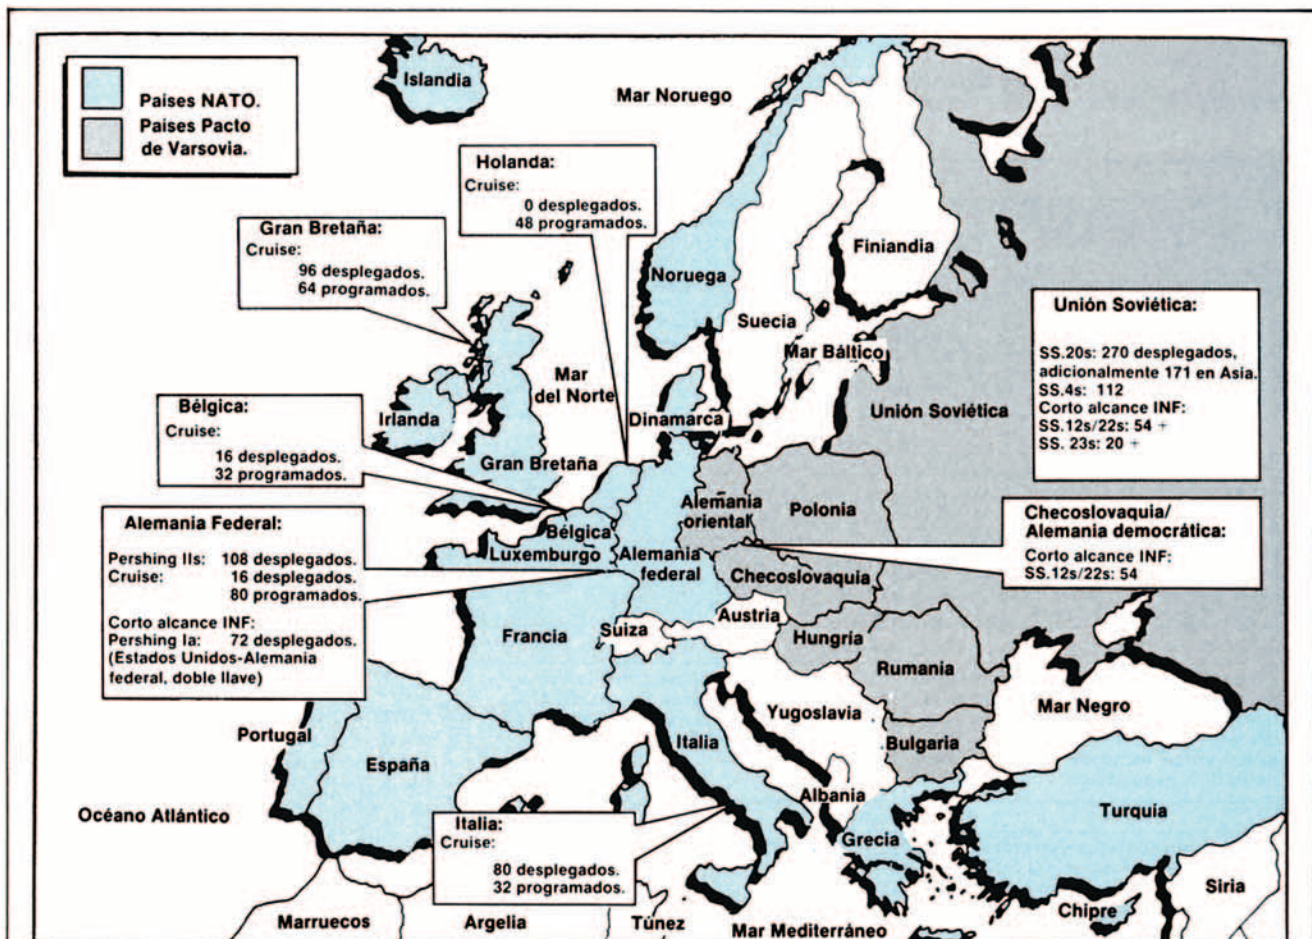 Países NATO.
Países Pacto
de Varsovia.
Islandia
Mar Noruego
Holanda:
Cruise:
0 desplegados.
48 programados.
Gran Bretaña:
Cruise:
96 desplegados.
64 programados.
Noruega
Finiandia
Suecia
Mar Báltico
Unión Soviética:
SS.20s: 270 desplegados,
adicionalmente 171 en Asia.
SS.4s: 112
Corto alcance INF:
SS.12s/22s: 54 +
SS. 23s: 20 +
Mar
del Norte
Bélgica:
Cruise:
16 desplegados.
32 programados.
Irlanda
Dinamarca
Unión Soviética
Gran Bretaña
Alemania
oriental
Polonia
Checoslovaquia/
Alemania democrática:
Corto alcance INF:
SS.12s/22s: 54
Alemania Federal:
Pershing IIs: 108 desplegados.
Cruise: 16 desplegados.
80 programados.
Corto alcance INF:
Pershing Ia: 72 desplegados.
(Estados Unidos-Alemania
federal, doble llave)
Bélgica
Luxemburgo
Alemania
federal
Checoslovaquia
Austria
Francia
Suiza
Hungría
Rumania
Yugoslavia
Mar Negro
Portugal
España
Italia
Bulgaria
Albania
Océano Atlántico
Grecia
Turquía
Italia:
Cruise:
80 desplegados.
32 programados.
Siria
Chipre
Marruecos
Argelia
Túnez
Mar Mediterráneo